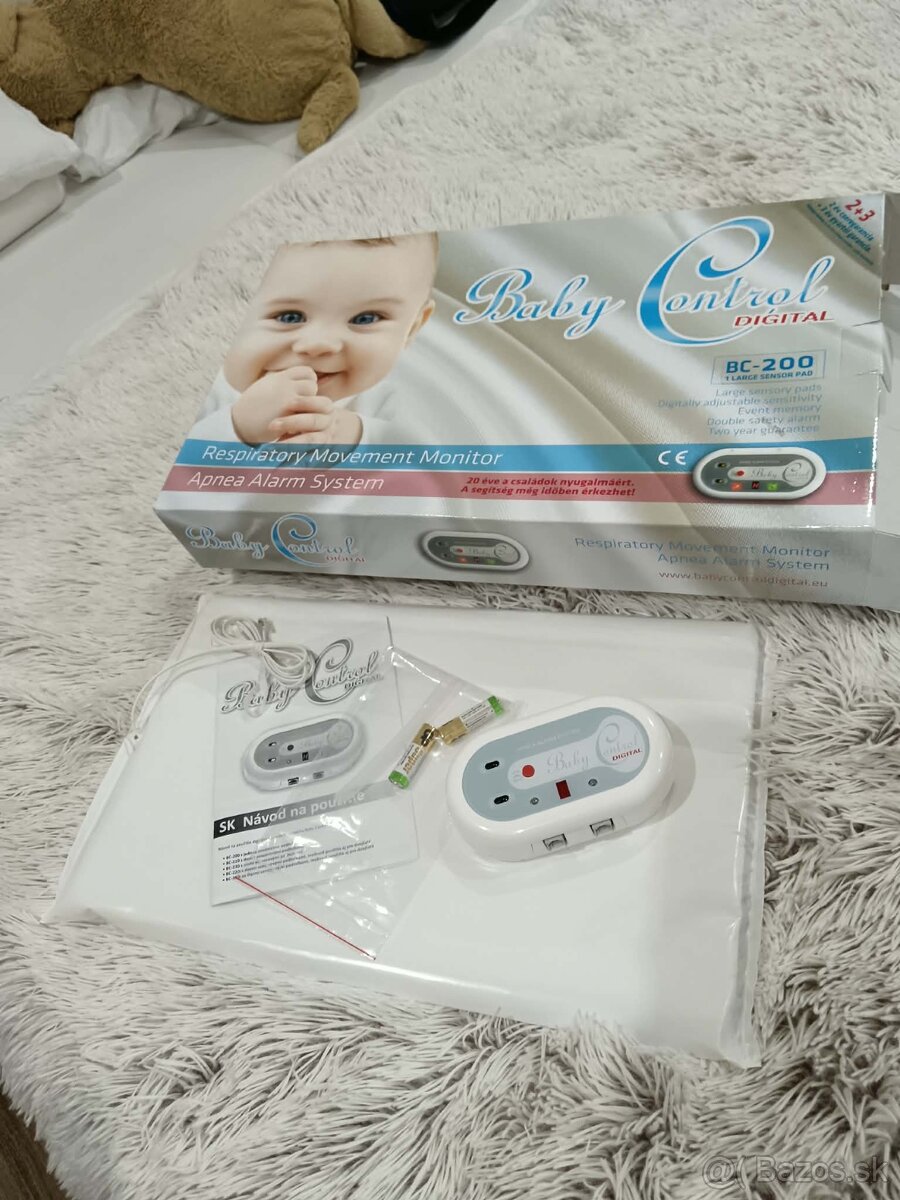 2+3
Baby Control
DIGITAL
BC-200
1 LARGE SENSOR PAD
Large sensory pads
Digitally adjustable sensitivity
Event memory
Double safety alarm
Two year guarantee
Respiratory Movement Monitor
CE
Baby Control
Apnea Alarm System
20 éve a családok nyugalmáért.
A segítség még időben érkezhet!
Baby Control
DIGITAL
Respiratory Movement Monitor
Apnea Alarm System
www.babycontroldigital.eu
Baby Control
DIGITAL
Baby Control
DIGITAL
SK Návod na použitie
@( Bazos.sk